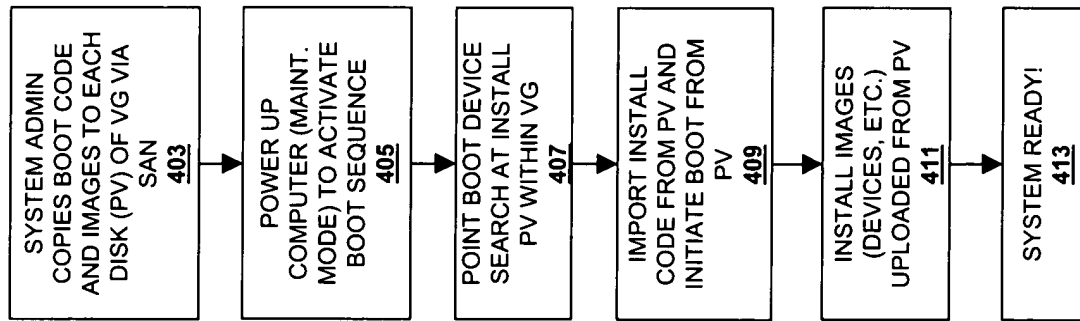 SYSTEM ADMIN
COPIES BOOT CODE
AND IMAGES TO EACH
DISK (PV) OF VG VIA
SAN
403
POWER UP
COMPUTER (MAINT.
MODE) TO ACTIVATE
BOOT SEQUENCE
405
POINT BOOT DEVICE
SEARCH AT INSTALL
PV WITHIN VG
407
IMPORT INSTALL
CODE FROM PV AND
INITIATE BOOT FROM
PV
409
INSTALL IMAGES
(DEVICES, ETC.)
UPLOADED FROM PV
411
SYSTEM READY!
413